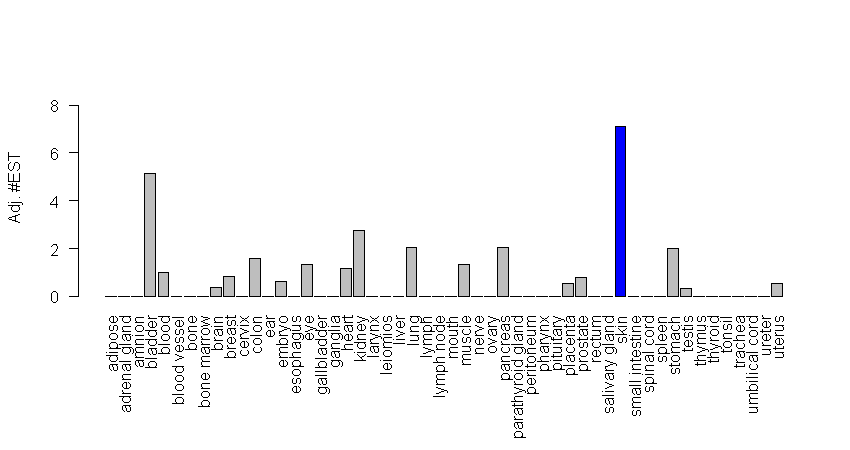 8
6
4
2
0
Adj. #EST
adipose
adrenal gland
amnion
bladder
blood
blood vessel
bone
bone marrow
brain
breast
cervix
colon
ear
embryo
esophagus
eye
gallbladder
ganglia
heart
kidney
larynx
leiomios
liver
lung
lymph
lymph node
mouth
muscle
nerve
ovary
pancreas
parathyroid gland
peritoneum
pharynx
pituitary
placenta
prostate
rectum
salivary gland
skin
small intestine
spinal cord
spleen
stomach
testis
thymus
thyroid
tonsil
trachea
umbilical cord
ureter
uterus